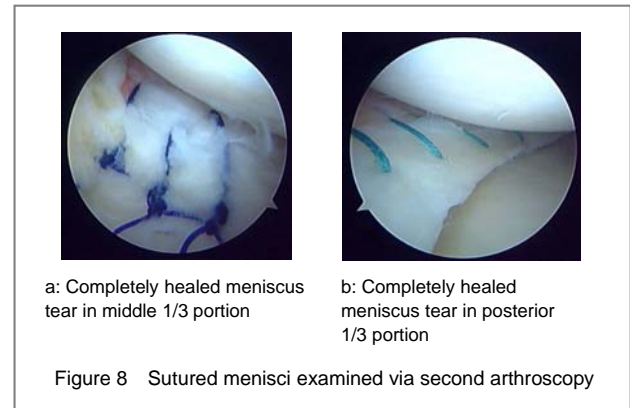 a: Completely healed meniscus
tear in middle 1/3 portion
b: Completely healed
meniscus tear in posterior
1/3 portion
Figure 8 Sutured menisci examined via second arthroscopy